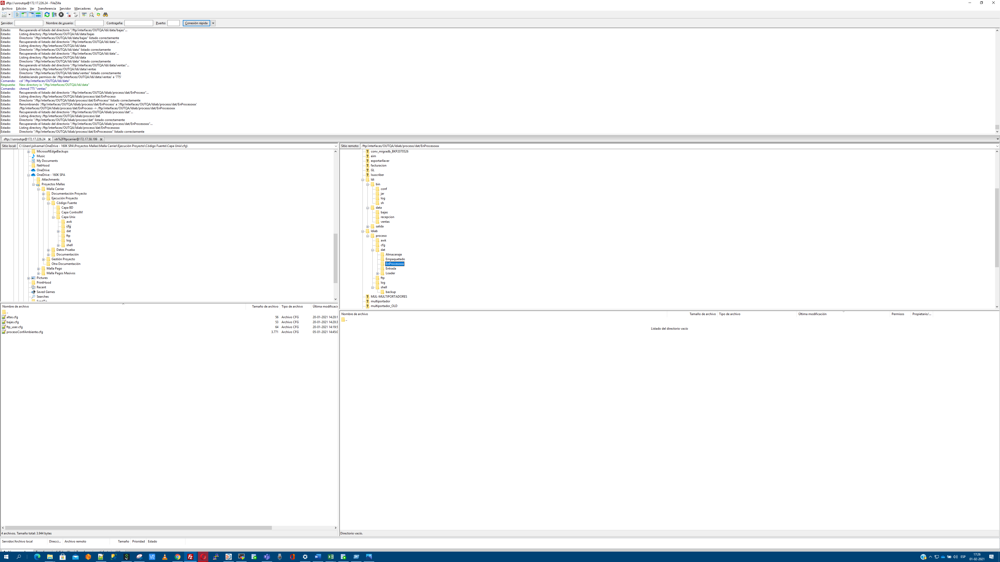 sftp://usroutqa@172.17.226.24 - FileZilla
Archivo Edición Ver Transferencia Servidor Marcadores Ayuda
Servidor: Nombre de usuario: Contraseña: Puerto: Conexión rápida
Estado: Recuperando el listado del directorio "/ftp/interfaces/OUTQA/ldi/data/bajas"...
Estado: Listing directory /ftp/interfaces/OUTQA/ldi/data/bajas
Estado: Directorio "/ftp/interfaces/OUTQA/ldi/data/bajas" listado correctamente
Estado: Recuperando el listado del directorio "/ftp/interfaces/OUTQA/ldi/data"...
Estado: Listing directory /ftp/interfaces/OUTQA/ldi/data
Estado: Directorio "/ftp/interfaces/OUTQA/ldi/data" listado correctamente
Estado: Recuperando el listado del directorio "/ftp/interfaces/OUTQA/ldi/data"...
Estado: Listing directory /ftp/interfaces/OUTQA/ldi/data
Estado: Directorio "/ftp/interfaces/OUTQA/ldi/data" listado correctamente
Estado: Recuperando el listado del directorio "/ftp/interfaces/OUTQA/ldi/data/ventas"...
Estado: Listing directory /ftp/interfaces/OUTQA/ldi/data/ventas
Estado: Directorio "/ftp/interfaces/OUTQA/ldi/data/ventas" listado correctamente
Estado: Estableciendo permisos de '/ftp/interfaces/OUTQA/ldi/data/ventas' a '775'
Comando: cd "/ftp/interfaces/OUTQA/ldi/data"
Respuesta: New directory is: "/ftp/interfaces/OUTQA/ldi/data"
Comando: chmod 775 "ventas"
Estado: Recuperando el listado del directorio "/ftp/interfaces/OUTQA/ldiab/proceso/dat/EnProceso"...
Estado: Listing directory /ftp/interfaces/OUTQA/ldiab/proceso/dat/EnProceso
Estado: Directorio "/ftp/interfaces/OUTQA/ldiab/proceso/dat/EnProceso" listado correctamente
Estado: Renombrando '/ftp/interfaces/OUTQA/ldiab/proceso/dat/EnProceso' a '/ftp/interfaces/OUTQA/ldiab/proceso/dat/EnProcesoxxx'
Estado: /ftp/interfaces/OUTQA/ldiab/proceso/dat/EnProceso -> /ftp/interfaces/OUTQA/ldiab/proceso/dat/EnProcesoxxx
Estado: Recuperando el listado del directorio "/ftp/interfaces/OUTQA/ldiab/proceso/dat"...
Estado: Listing directory /ftp/interfaces/OUTQA/ldiab/proceso/dat
Estado: Directorio "/ftp/interfaces/OUTQA/ldiab/proceso/dat" listado correctamente
Estado: Recuperando el listado del directorio "/ftp/interfaces/OUTQA/ldiab/proceso/dat/EnProcesoxxx"...
Estado: Listing directory /ftp/interfaces/OUTQA/ldiab/proceso/dat/EnProcesoxxx
Estado: Directorio "/ftp/interfaces/OUTQA/ldiab/proceso/dat/EnProcesoxxx" listado correctamente
sftp://usroutqa@172.17.226.24 vtr%2Fftpcarrier@172.17.58.199
Sitio local: C:\Users\jsilvamar\OneDrive - 160K SPA\Proyectos Mallas\Malla Carrier\Ejecución Proyecto\Código Fuente\Capa Unix\cfg\
MicrosoftEdgeBackups
Music
My Documents
NetHood
OneDrive
OneDrive - 160K SPA
Attachments
Proyectos Mallas
Malla Carrier
Documentación Proyecto
Ejecución Proyecto
Código Fuente
Capa BD
Capa ControlM
Capa Unix
awk
cfg
dat
ftp
log
shell
Datos Prueba
Documentación
Gestión Proyecto
Otra Documentación
Malla Pago
Malla Pagos Masivos
Pictures
PrintHood
Recent
Saved Games
Searches
SendTo
Nombre de archivo Tamaño de archivo Tipo de archivo Última modificaci
..
altas.cfg 56 Archivo CFG 20-01-2021 14:20:1
bajas.cfg 53 Archivo CFG 20-01-2021 14:20:3
ftp_user.cfg 64 Archivo CFG 20-01-2021 14:19:5
procesoConfAmbiente.cfg 3.771 Archivo CFG 05-01-2021 14:45:0
4 archivos. Tamaño total: 3.944 bytes
Sitio remoto: /ftp/interfaces/OUTQA/ldiab/proceso/dat/EnProcesoxxx
conv_migradb_BKP2070526
eim
exportarllaver
facturacion
GL
lsuscriber
ldi
bin
conf
jar
log
sh
data
bajas
recepcion
ventas
salida
ldiab
proceso
awk
cfg
dat
Almacenaje
Empaquetado
EnProcesoxxx
Entrada
Loader
ftp
log
shell
backup
MUL-MULTIPORTADORES
multiportador
multiportador_OLD
Nombre de archivo Tamaño de archivo Tipo de archivo Última modificación Permisos Propietario/...
..
Listado del directorio vacío
Directorio vacío.
Servidor/Archivo local Direcci... Archivo remoto Tamaño Prioridad Estado
ESP
17:26
01-02-2021